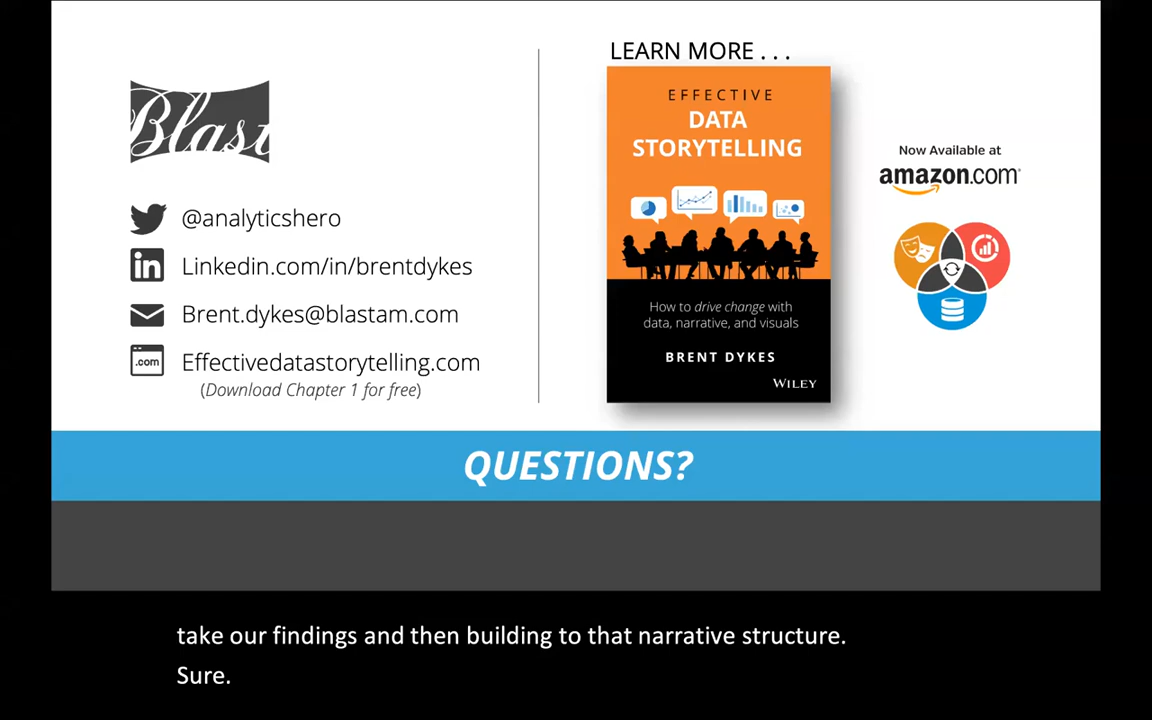 Blast
@analyticshero
Linkedin.com/in/brentdykes
Brent.dykes@blastam.com
.com
Effectivedatastorytelling.com
(Download Chapter 1 for free)
LEARN MORE . . .
EFFECTIVE
DATA
STORYTELLING
How to drive change with
data, narrative, and visuals
BRENT DYKES
WILEY
Now Available at
amazon.com
QUESTIONS?
take our findings and then building to that narrative structure.
Sure.